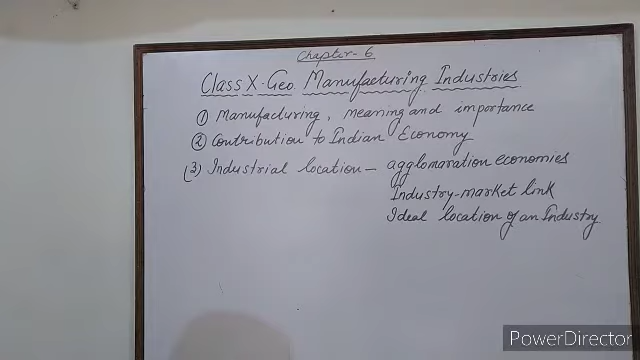 Chapter-6
Class X-Geo. Manufacturing Industries
① Manufacturing, meaning and importance
② Contribution to Indian Economy
(3) Industrial location - agglomaration economies
Industry-market link
Ideal location of an Industry
PowerDirector